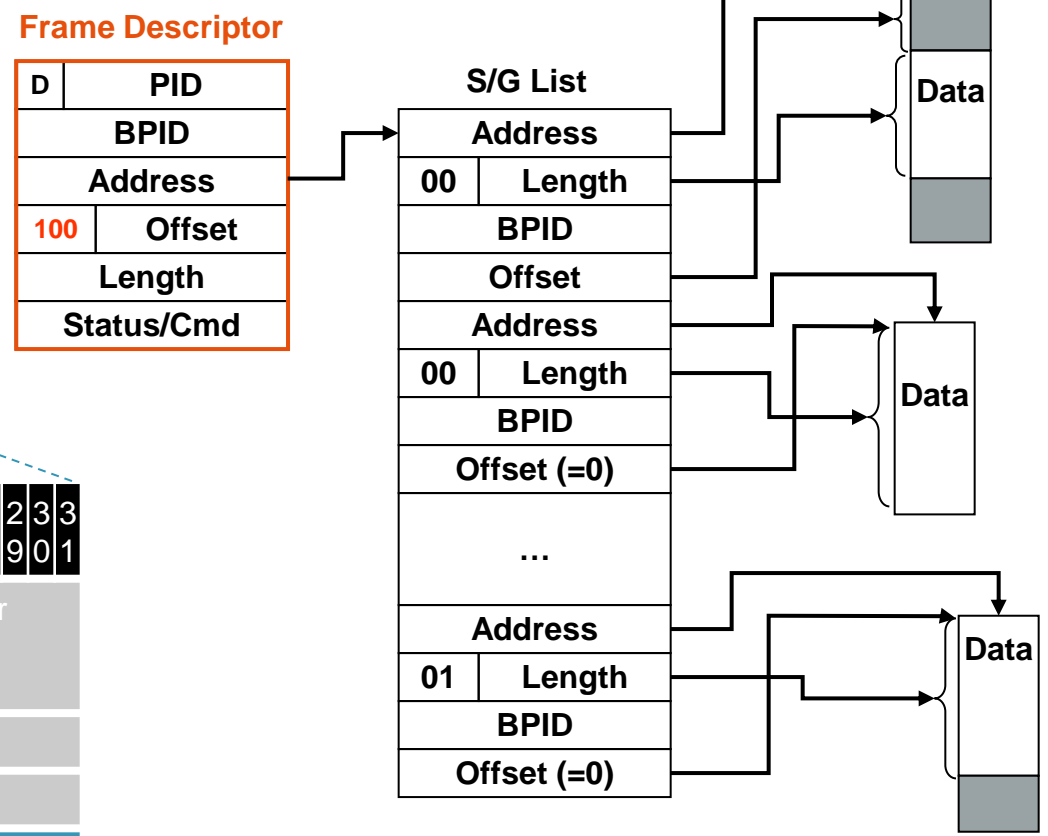 Frame Descriptor
D PID
BPID
Address
100 Offset
Length
Status/Cmd
S/G List
Address
00 Length
BPID
Offset
Address
00 Length
BPID
Offset (=0)
...
Address
01 Length
BPID
Offset (=0)
Data
Data
Data
2 3 3
9 0 1
r